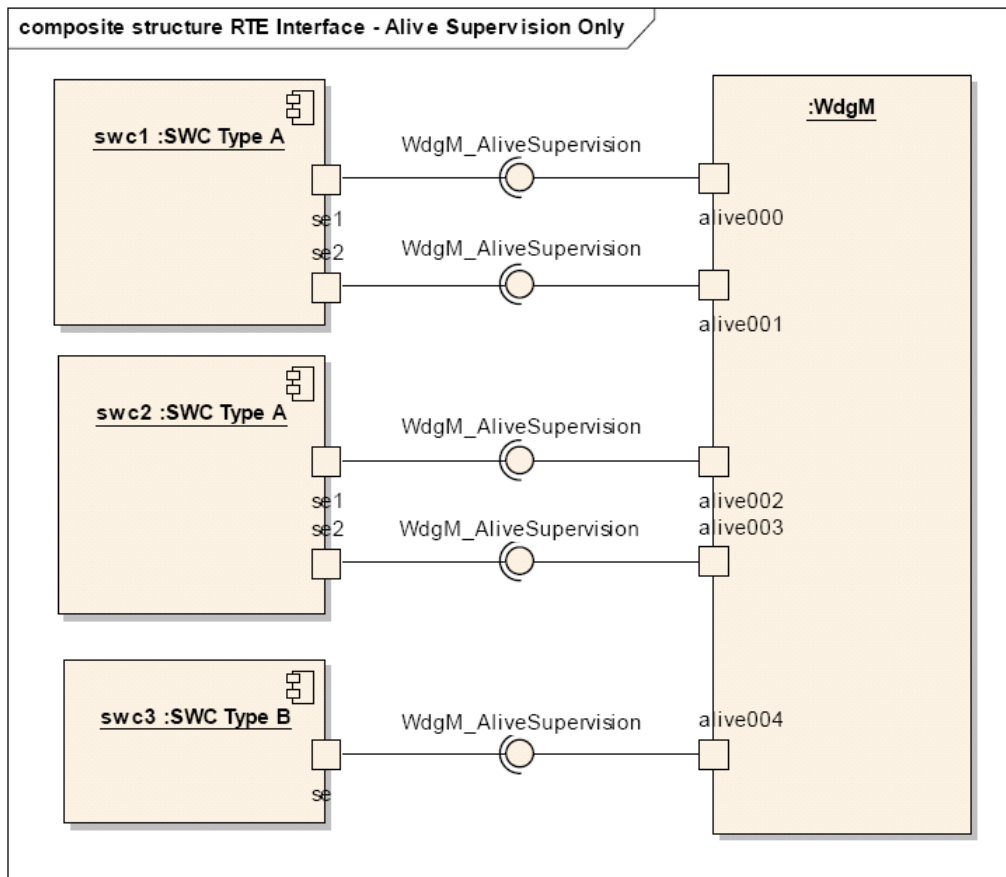 composite structure RTE Interface - Alive Supervision Only
swc1 :SWC Type A
:WdgM
WdgM_AliveSupervision
se1
alive000
se2
WdgM_AliveSupervision
alive001
swc2 :SWC Type A
WdgM_AliveSupervision
se1
alive002
se2
WdgM_AliveSupervision
alive003
swc3 :SWC Type B
WdgM_AliveSupervision
alive004
se